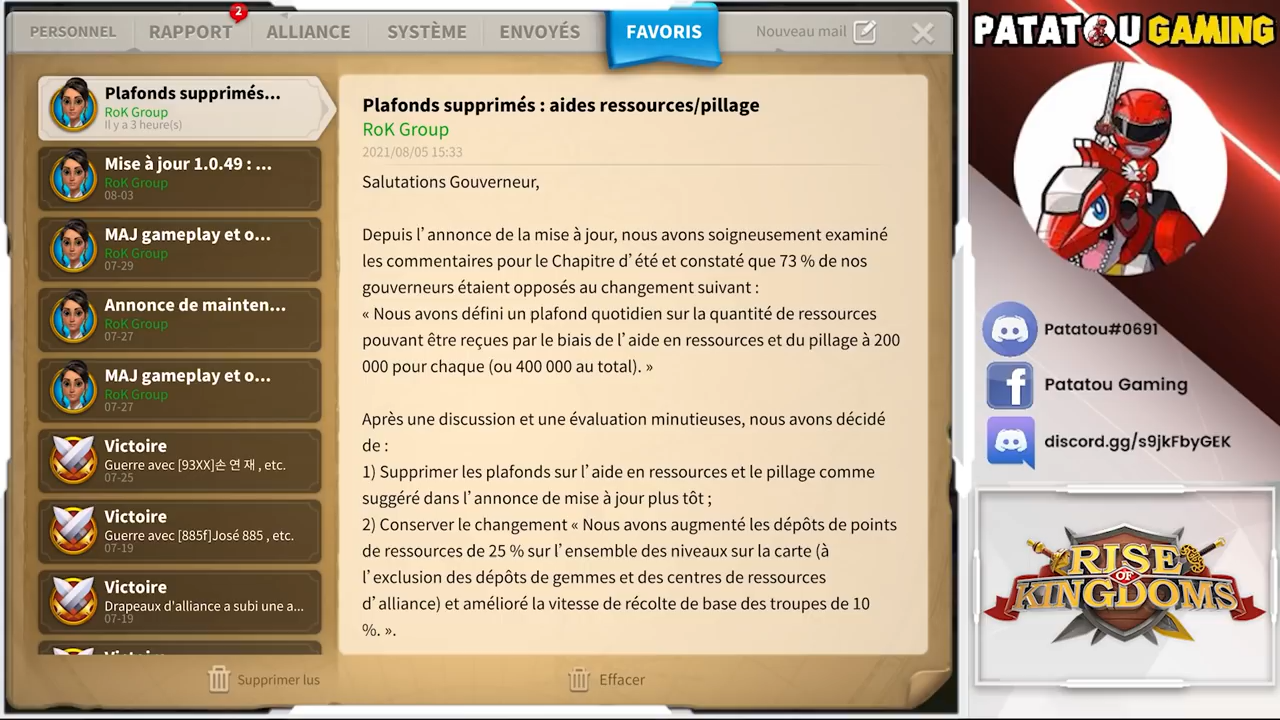 PERSONNEL
RAPPORT
2
ALLIANCE
SYSTÈME
ENVOYÉS
FAVORIS
Nouveau mail
Plafonds supprimés...
RoK Group
Il y a 3 heure(s)
Mise à jour 1.0.49 : ...
RoK Group
08-03
MAJ gameplay et o...
RoK Group
07-29
Annonce de mainten...
RoK Group
07-27
MAJ gameplay et o...
RoK Group
07-27
Victoire
Guerre avec [93XX]손 연 재 , etc.
07-25
Victoire
Guerre avec [885f]José 885 , etc.
07-19
Victoire
Drapeaux d'alliance a subi une a...
07-19
Supprimer lus
Plafonds supprimés : aides ressources/pillage
RoK Group
2021/08/05 15:33
Salutations Gouverneur,
Depuis l'annonce de la mise à jour, nous avons soigneusement examiné
les commentaires pour le Chapitre d'été et constaté que 73 % de nos
gouverneurs étaient opposés au changement suivant :
« Nous avons défini un plafond quotidien sur la quantité de ressources
pouvant être reçues par le biais de l'aide en ressources et du pillage à 200
000 pour chaque (ou 400 000 au total). »
Après une discussion et une évaluation minutieuses, nous avons décidé
de :
1) Supprimer les plafonds sur l'aide en ressources et le pillage comme
suggéré dans l'annonce de mise à jour plus tôt ;
2) Conserver le changement « Nous avons augmenté les dépôts de points
de ressources de 25 % sur l'ensemble des niveaux sur la carte (à
l'exclusion des dépôts de gemmes et des centres de ressources
d'alliance) et amélioré la vitesse de récolte de base des troupes de 10
%. ».
Effacer
PATATOU GAMING
Patatou#0691
Patatou Gaming
discord.gg/s9jkFbyGEK
RISE
OF
KINGDOMS